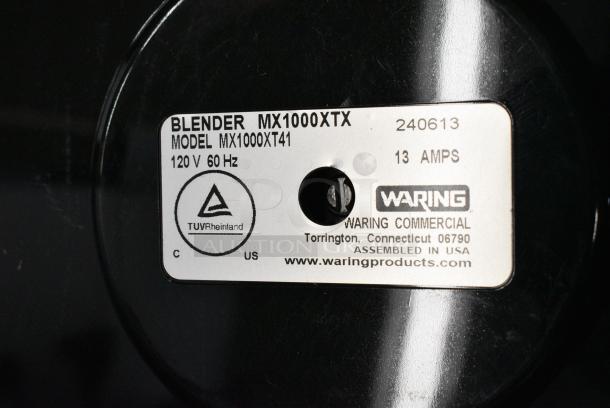 BLENDER MX1000XTX 240613
MODEL MX1000XT41
120 V 60 Hz 13 AMPS
WARING
TUVRheinland
WARING COMMERCIAL
Torrington, Connecticut 06790
C US
ASSEMBLED IN USA
www.waringproducts.com
AUCTION